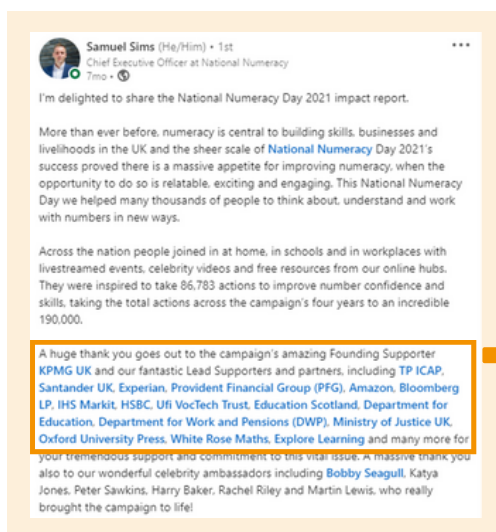 Samuel Sims (He/Him) • 1st
Chief Executive Officer at National Numeracy
7mo •
I'm delighted to share the National Numeracy Day 2021 impact report.
More than ever before, numeracy is central to building skills, businesses and
livelihoods in the UK and the sheer scale of National Numeracy Day 2021's
success proved there is a massive appetite for improving numeracy, when the
opportunity to do so is relatable, exciting and engaging. This National Numeracy
Day we helped many thousands of people to think about, understand and work
with numbers in new ways.
Across the nation people joined in at home, in schools and in workplaces with
livestreamed events, celebrity videos and free resources from our online hubs.
They were inspired to take 86,783 actions to improve number confidence and
skills, taking the total actions across the campaign's four years to an incredible
190,000.
A huge thank you goes out to the campaign's amazing Founding Supporter
KPMG UK and our fantastic Lead Supporters and partners, including TP ICAP,
Santander UK, Experian, Provident Financial Group (PFG), Amazon, Bloomberg
LP, IHS Markit, HSBC, Ufi VocTech Trust, Education Scotland, Department for
Education, Department for Work and Pensions (DWP), Ministry of Justice UK,
Oxford University Press, White Rose Maths, Explore Learning and many more for
your tremendous support and commitment to this vital issue. A massive thank you
also to our wonderful celebrity ambassadors including Bobby Seagull, Katya
Jones, Peter Sawkins, Harry Baker, Rachel Riley and Martin Lewis, who really
brought the campaign to life!